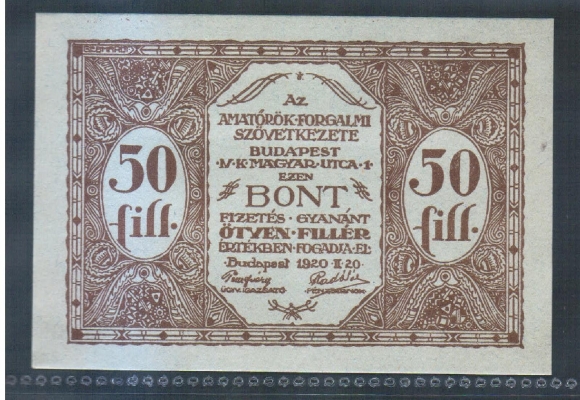 Az
AMATŐRÖK·FORGALMI
SZÖVETKEZETE
BUDAPEST
·IV·K·MAGYAR·UTCA·1·
EZEN
BONT
FIZETÉS·GYANÁNT
ÖTVEN·FILLÉR
ÉRTÉKBEN·FOGADJA·EL:
·Budapest 1920·II·20·
50
fill.
50
fill.